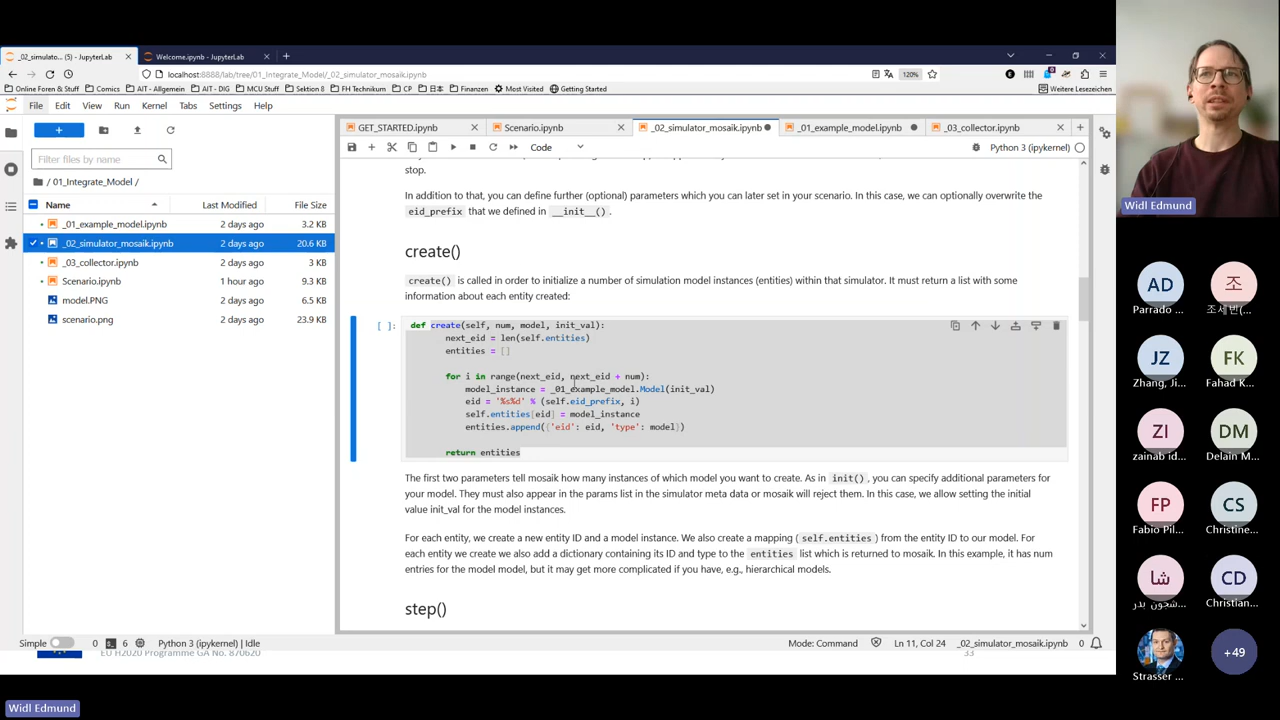 _02_simulato... (5) - JupyterLab
Welcome.ipynb - JupyterLab
localhost:8888/lab/tree/01_Integrate_Model/_02_simulator_mosaik.ipynb
120%
Online Foren & Stuff
Comics
AIT - Allgemein
AIT - DIG
MCU Stuff
Sektion 8
FH Technikum
CP
日本
Finanzen
Most Visited
Getting Started
Weitere Lesezeichen
File Edit View Run Kernel Tabs Settings Help
Filter files by name
/ 01_Integrate_Model /
Name Last Modified File Size
_01_example_model.ipynb 2 days ago 3.2 KB
_02_simulator_mosaik.ipynb 2 days ago 20.6 KB
_03_collector.ipynb 2 days ago 3 KB
Scenario.ipynb 1 hour ago 9.3 KB
model.PNG 2 days ago 6.5 KB
scenario.png 2 days ago 23.9 KB
GET_STARTED.ipynb
Scenario.ipynb
_02_simulator_mosaik.ipynb
_01_example_model.ipynb
_03_collector.ipynb
Code
Python 3 (ipykernel)
stop.
In addition to that, you can define further (optional) parameters which you can later set in your scenario. In this case, we can optionally overwrite the
eid_prefix that we defined in __init__().
create()
create() is called in order to initialize a number of simulation model instances (entities) within that simulator. It must return a list with some
information about each entity created:
[ ]:
def create(self, num, model, init_val):
next_eid = len(self.entities)
entities = []
for i in range(next_eid, next_eid + num):
model_instance = _01_example_model.Model(init_val)
eid = '%s%d' % (self.eid_prefix, i)
self.entities[eid] = model_instance
entities.append({'eid': eid, 'type': model})
return entities
The first two parameters tell mosaik how many instances of which model you want to create. As in init() , you can specify additional parameters for
your model. They must also appear in the params list in the simulator meta data or mosaik will reject them. In this case, we allow setting the initial
value init_val for the model instances.
For each entity, we create a new entity ID and a model instance. We also create a mapping ( self.entities ) from the entity ID to our model. For
each entity we create we also add a dictionary containing its ID and type to the entities list which is returned to mosaik. In this example, it has num
entries for the model model, but it may get more complicated if you have, e.g., hierarchical models.
step()
Simple 0 6 Python 3 (ipykernel) | Idle
Mode: Command Ln 11, Col 24 _02_simulator_mosaik.ipynb 0
EU H2020 Programme GA No. 870620
33
Widl Edmund
Widl Edmund
AD
Parrado ...
조
조세빈(...
JZ
Zhang, Ji...
FK
Fahad K...
ZI
zainab id...
DM
Delain M...
FP
Fabio Pil...
CS
Christine...
شا
شجون بدر...
CD
Christian...
Strasser ...
+49